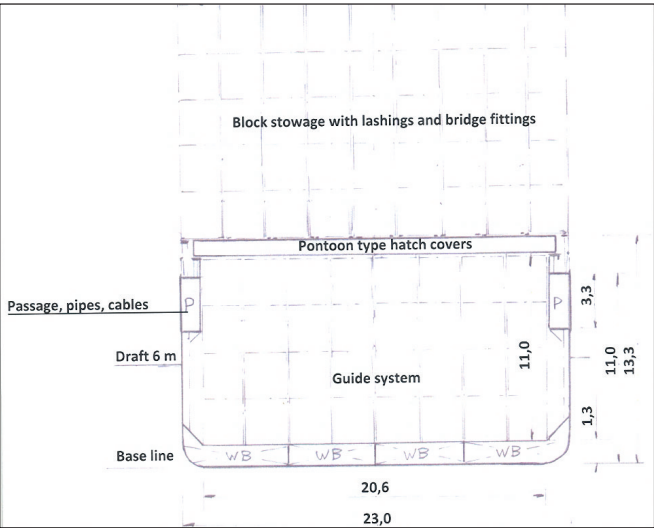 Block stowage with lashings and bridge fittings
Pontoon type hatch covers
Passage, pipes, cables
P
P
3,3
Draft 6 m
11,0
11,0
13,3
Guide system
1,3
Base line
WB
WB
WB
WB
20,6
23,0